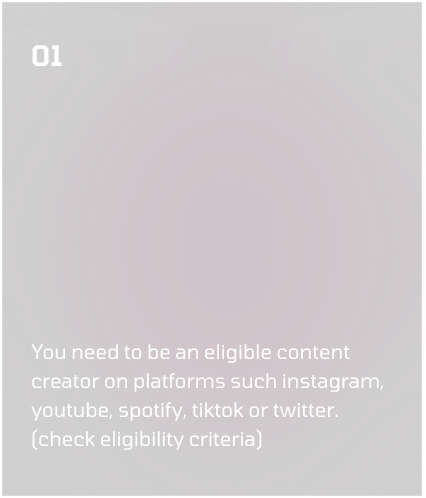 01
You need to be an eligible content
creator on platforms such instagram,
youtube, spotify, tiktok or twitter.
(check eligibility criteria)